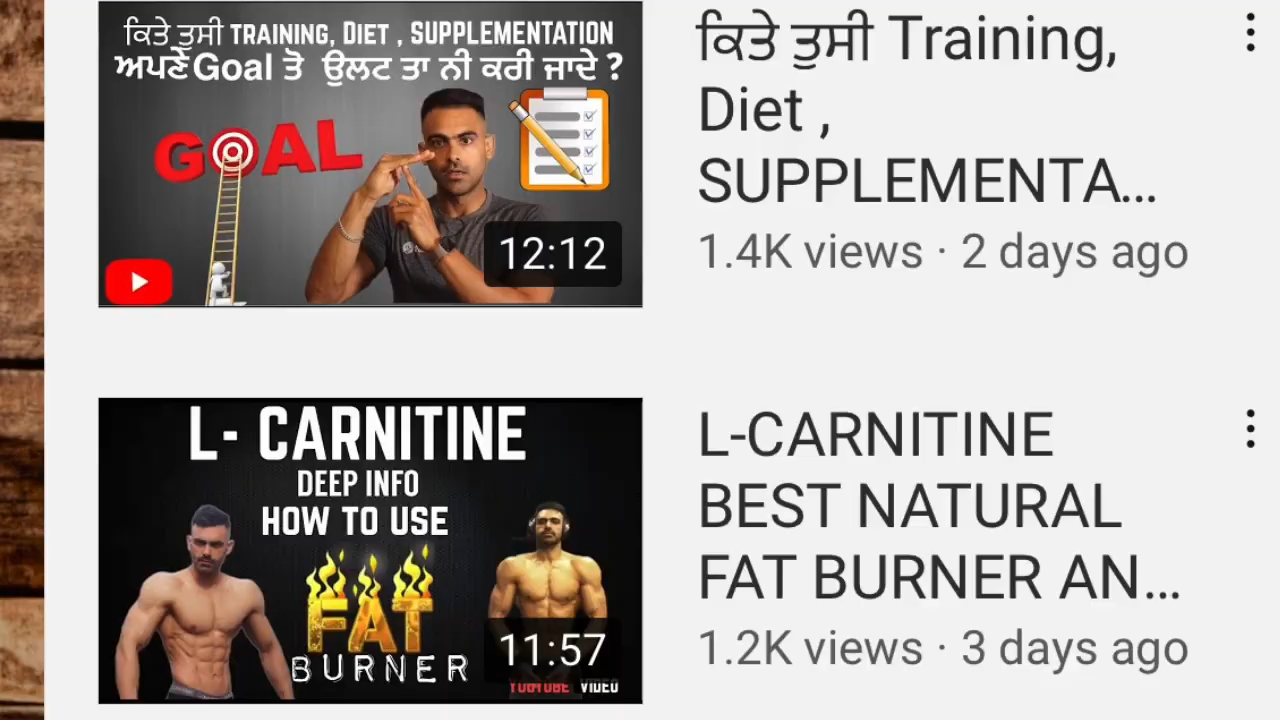 ਕਿਤੇ ਤੁਸੀ TRAINING, DIET , SUPPLEMENTATION
ਅਪਣੇ Goal ਤੋ ਉਲਟ ਤਾ ਨੀ ਕਰੀ ਜਾਦੇ ?
GOAL
12:12
ਕਿਤੇ ਤੁਸੀ Training,
Diet ,
SUPPLEMENTA...
1.4K views · 2 days ago
L- CARNITINE
DEEP INFO
HOW TO USE
FAT
BURNER
11:57
YOUTUBE VIDEO
L-CARNITINE
BEST NATURAL
FAT BURNER AN...
1.2K views · 3 days ago